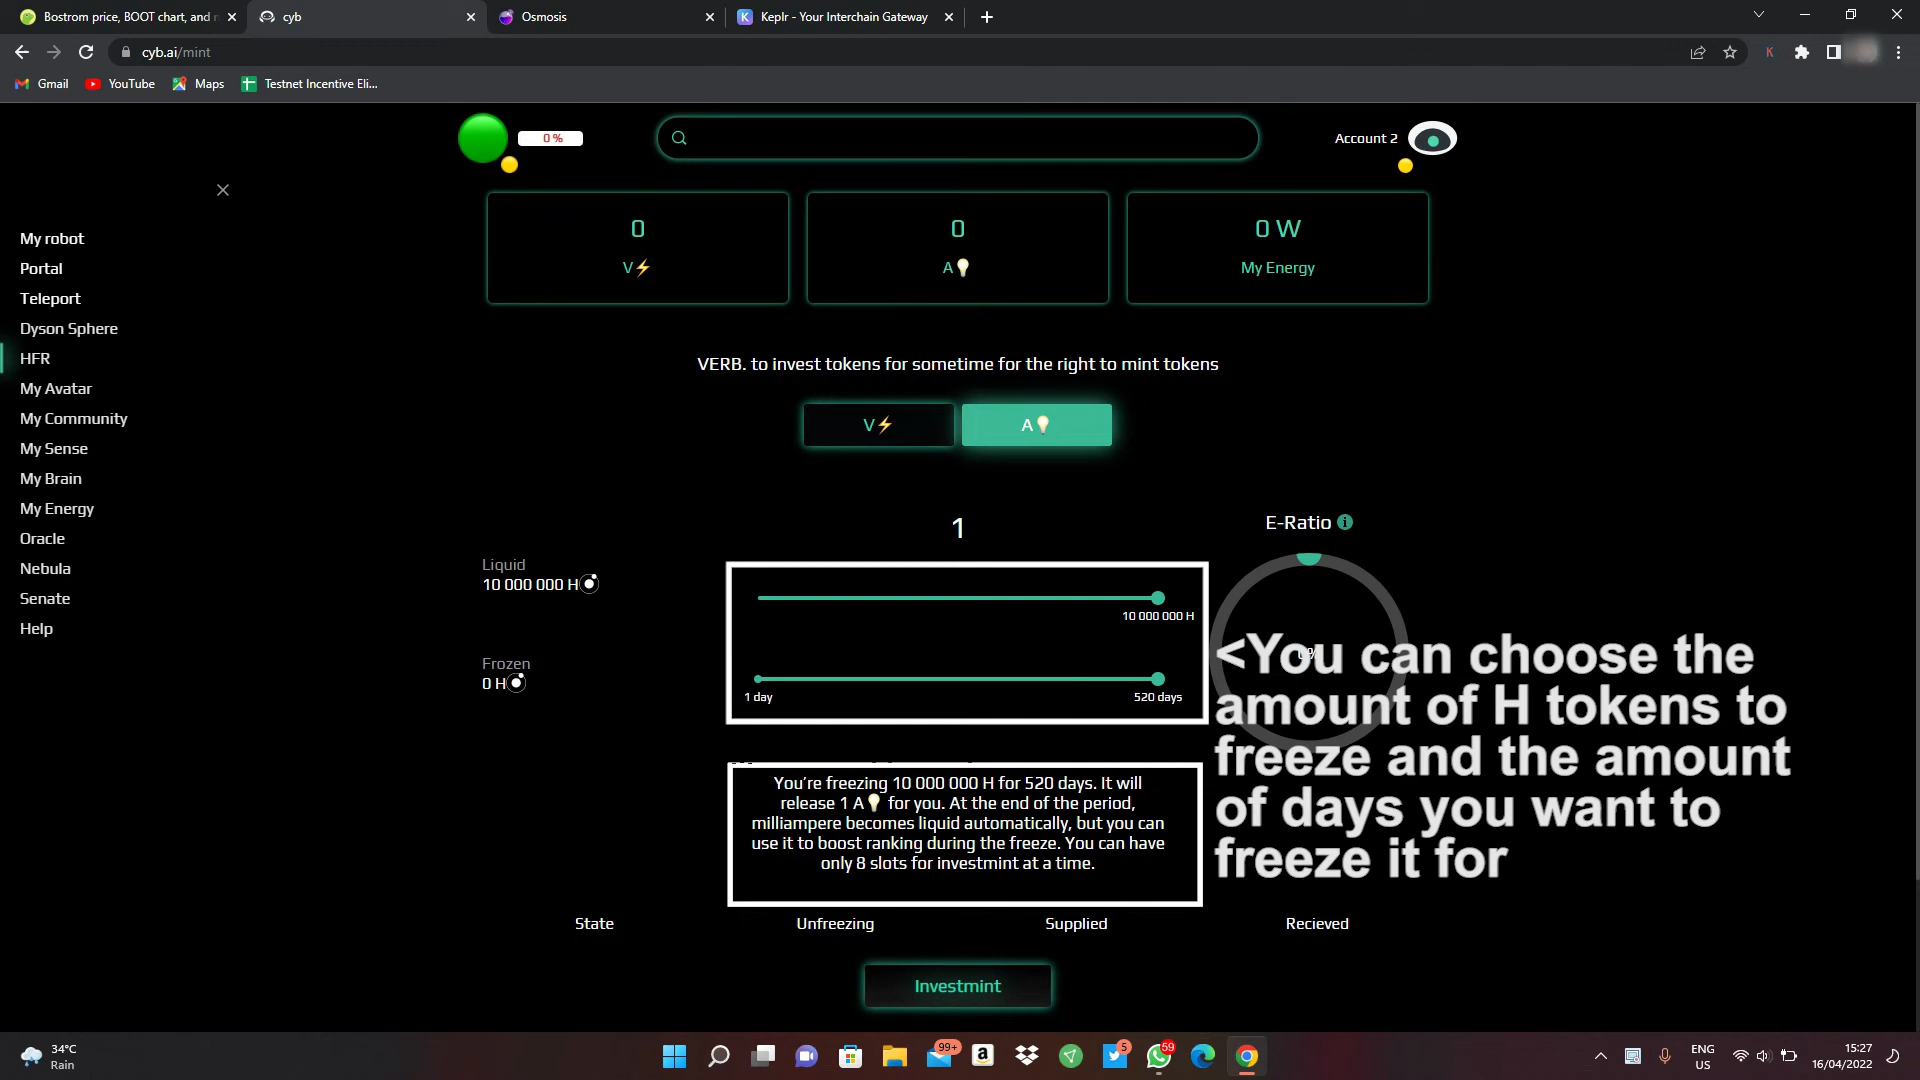 Bostrom price, BOOT chart, and
cyb
Osmosis
Keplr - Your Interchain Gateway
cyb.ai/mint
K
Gmail
YouTube
Maps
Testnet Incentive Eli...
0 %
Account 2
0
V⚡
0
A💡
0 W
My Energy
My robot
Portal
Teleport
Dyson Sphere
HFR
My Avatar
My Community
My Sense
My Brain
My Energy
Oracle
Nebula
Senate
Help
VERB. to invest tokens for sometime for the right to mint tokens
V⚡
A💡
1
E-Ratio
Liquid
10 000 000 H
10 000 000 H
Frozen
0 H
1 day
520 days
<You can choose the
amount of H tokens to
freeze and the amount
of days you want to
freeze it for
You're freezing 10 000 000 H for 520 days. It will
release 1 A💡 for you. At the end of the period,
milliampere becomes liquid automatically, but you can
use it to boost ranking during the freeze. You can have
only 8 slots for investmint at a time.
State
Unfreezing
Supplied
Recieved
Investmint
34°C
Rain
99+
5
59
ENG
US
15:27
16/04/2022